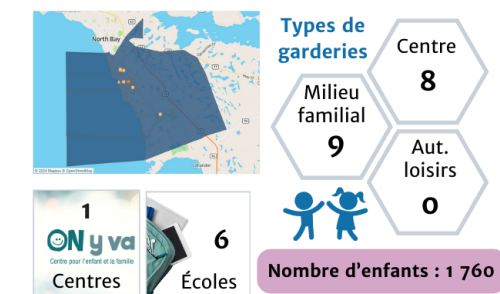 North Bay
Callander
© 2024 Mapbox © OpenStreetMap
Types de
garderies
Centre
8
Milieu
familial
9
Aut.
loisirs
0
1
ON y va
Centre pour l'enfant et la famille
Centres
6
Écoles
Nombre d'enfants : 1 760